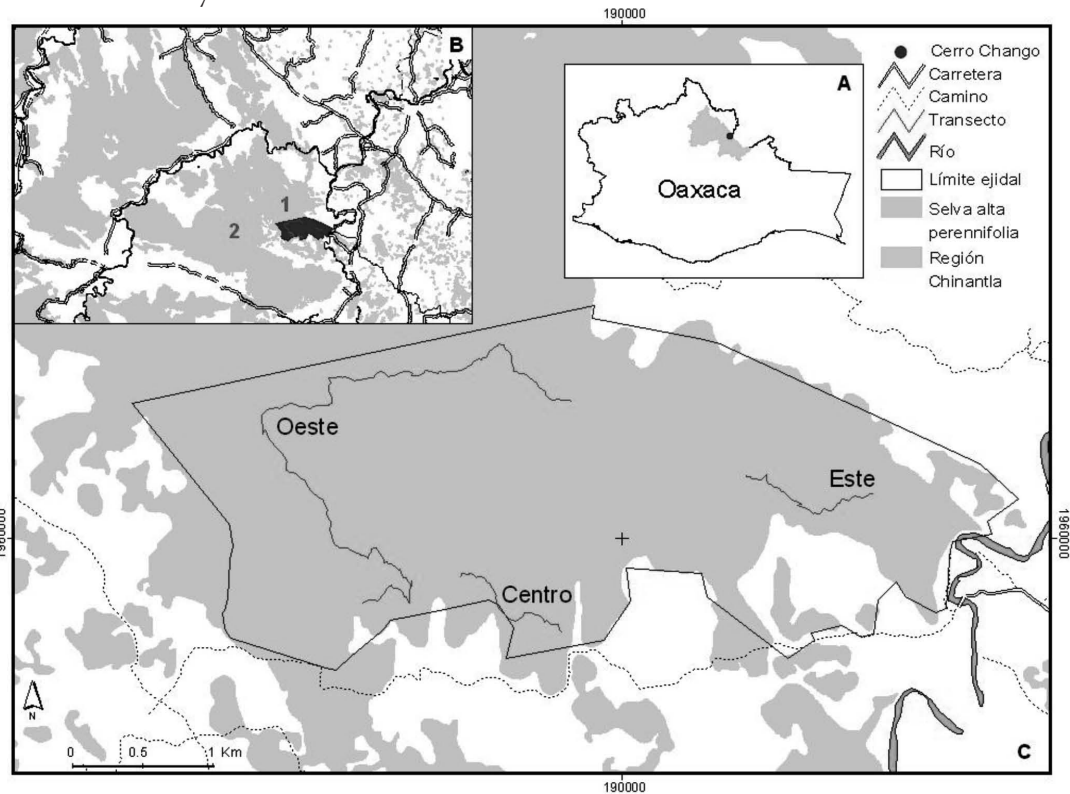 190000
B
A
Cerro Chango
Carretera
Camino
Transecto
Río
Límite ejidal
Selva alta
perennifolia
Región
Chinantla
Oaxaca
1
2
Oeste
Este
Centro
1960000
N
0 0.5 1 Km
C
190000